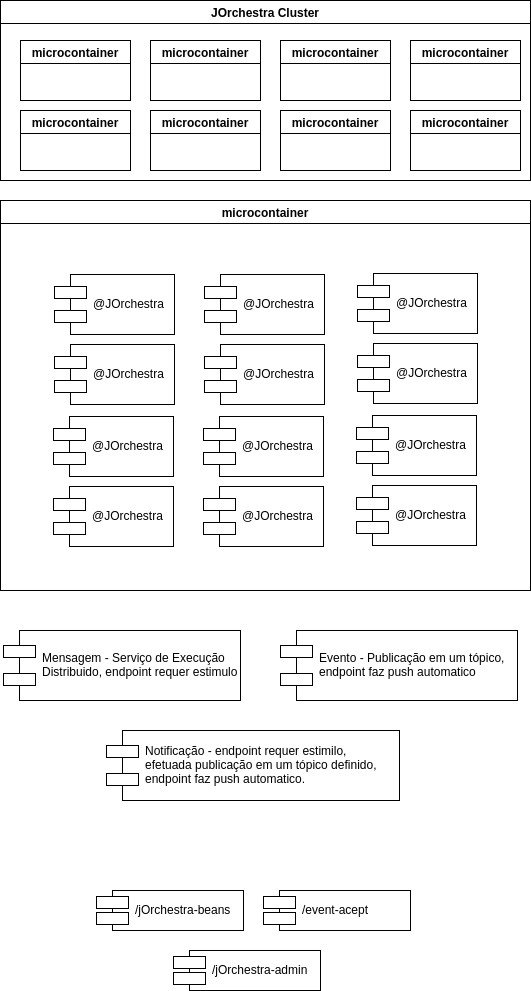 JOrchestra Cluster
microcontainer microcontainer microcontainer microcontainer
microcontainer microcontainer microcontainer microcontainer
microcontainer
@JOrchestra @JOrchestra @JOrchestra
@JOrchestra @JOrchestra @JOrchestra
@JOrchestra @JOrchestra @JOrchestra
@JOrchestra @JOrchestra @JOrchestra
Mensagem - Serviço de Execução
Distribuido, endpoint requer estimulo
Evento - Publicação em um tópico,
endpoint faz push automatico
Notificação - endpoint requer estimilo,
efetuada publicação em um tópico definido,
endpoint faz push automatico.
/jOrchestra-beans
/event-acept
/jOrchestra-admin